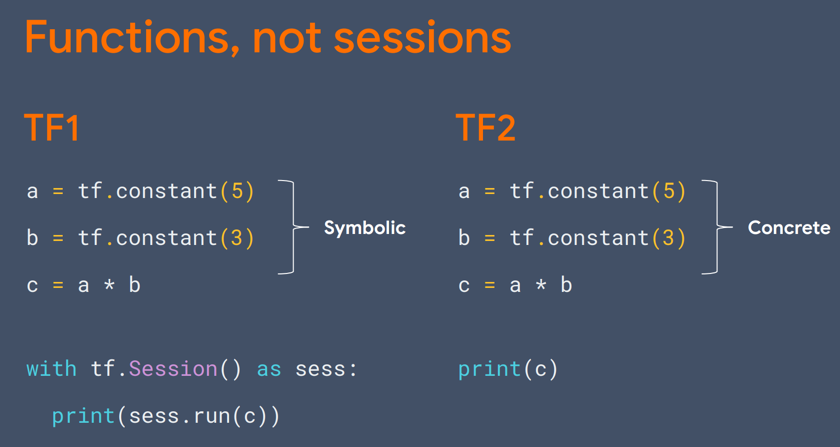 Functions, not sessions
TF1
a = tf.constant(5)
b = tf.constant(3)
c = a * b
Symbolic
with tf.Session() as sess:
  print(sess.run(c))
TF2
a = tf.constant(5)
b = tf.constant(3)
c = a * b
Concrete
print(c)